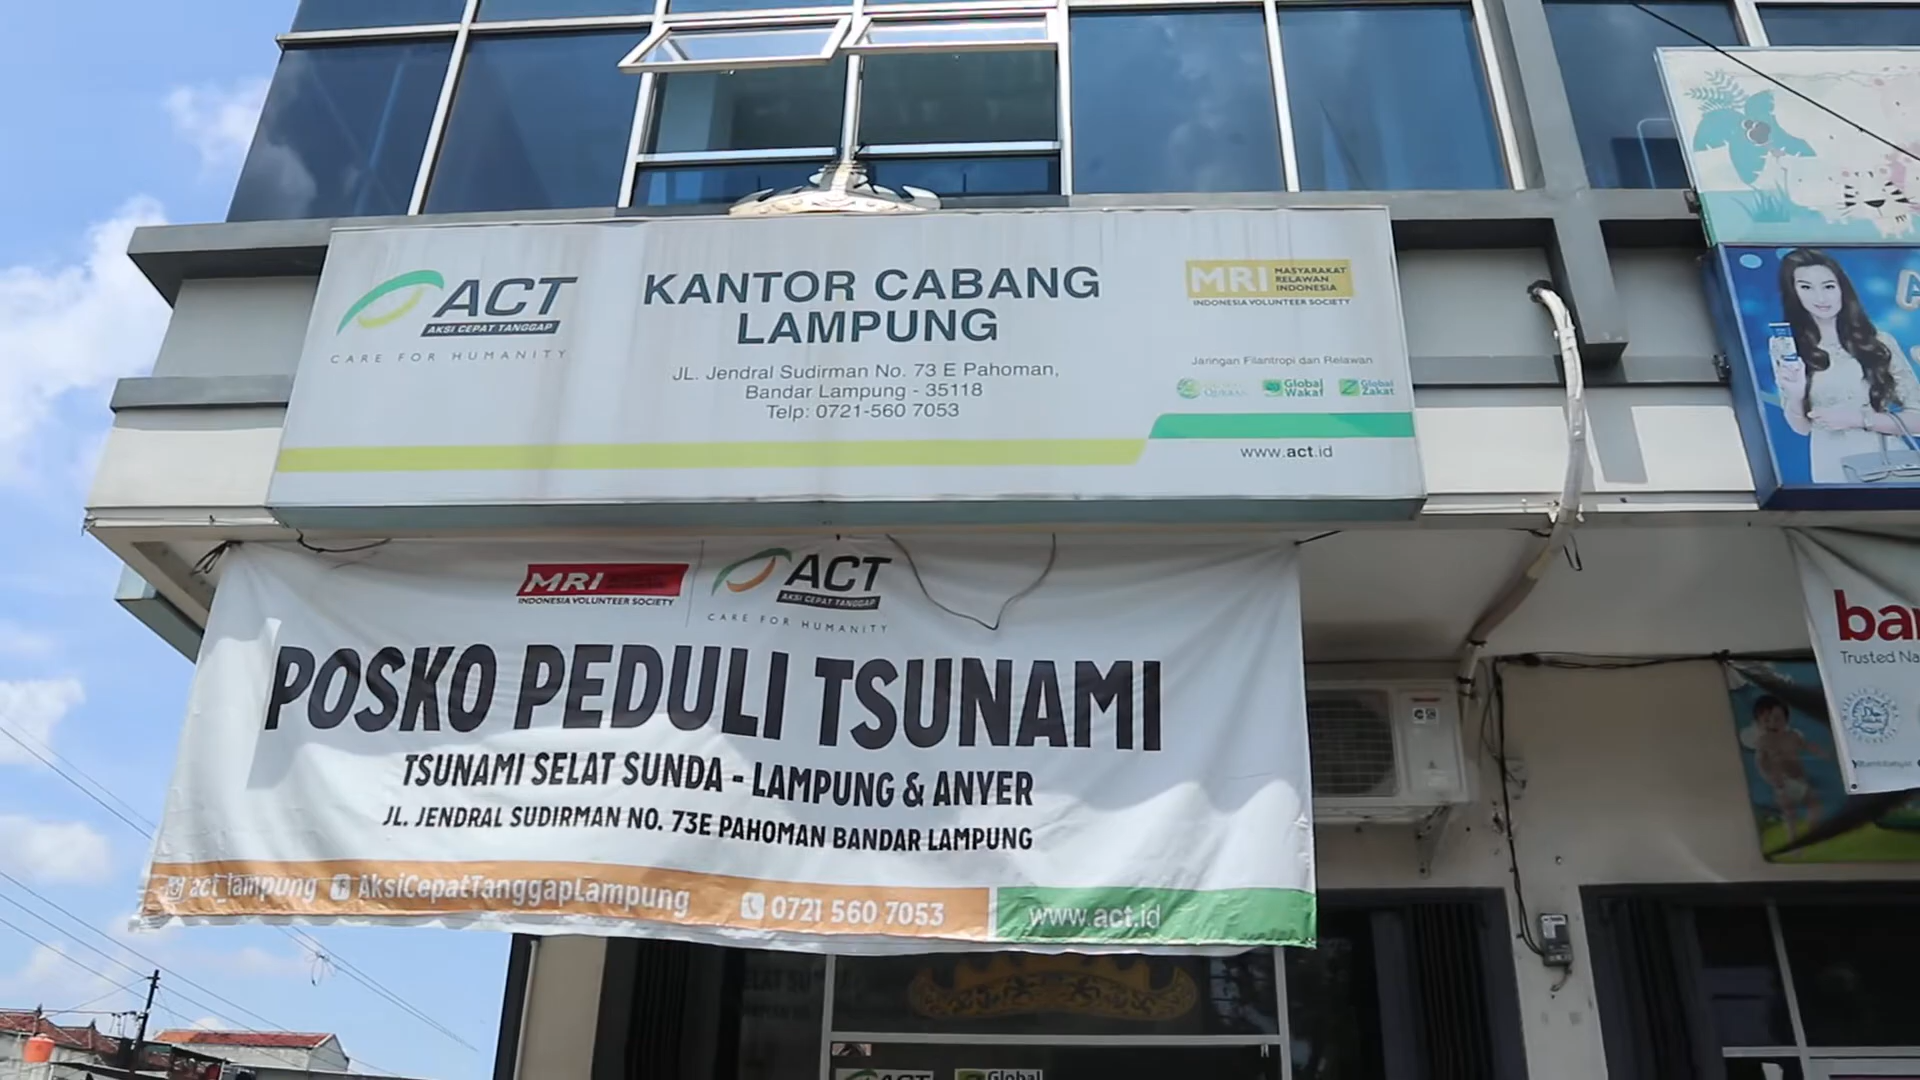 ACT
AKSI CEPAT TANGGAP
CARE FOR HUMANITY
KANTOR CABANG
LAMPUNG
JL. Jendral Sudirman No. 73 E Pahoman,
Bandar Lampung - 35118
Telp: 0721-560 7053
MRI MASYARAKAT
RELAWAN
INDONESIA
INDONESIA VOLUNTEER SOCIETY
Jaringan Filantropi dan Relawan
Global
Wakaf
Global
Zakat
www.act.id
MRI
INDONESIA VOLUNTEER SOCIETY
ACT
AKSI CEPAT TANGGAP
CARE FOR HUMANITY
POSKO PEDULI TSUNAMI
TSUNAMI SELAT SUNDA - LAMPUNG & ANYER
JL. JENDRAL SUDIRMAN NO. 73E PAHOMAN BANDAR LAMPUNG
act_lampung AksiCepatTanggapLampung 0721 560 7053 www.act.id
Trusted
ACT
Global